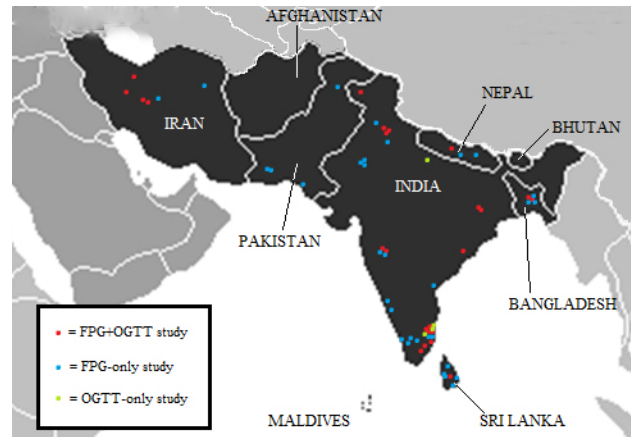 AFGHANISTAN
NEPAL
IRAN
BHUTAN
INDIA
PAKISTAN
BANGLADESH
= FPG+OGTT study
= FPG-only study
= OGTT-only study
MALDIVES
SRI LANKA